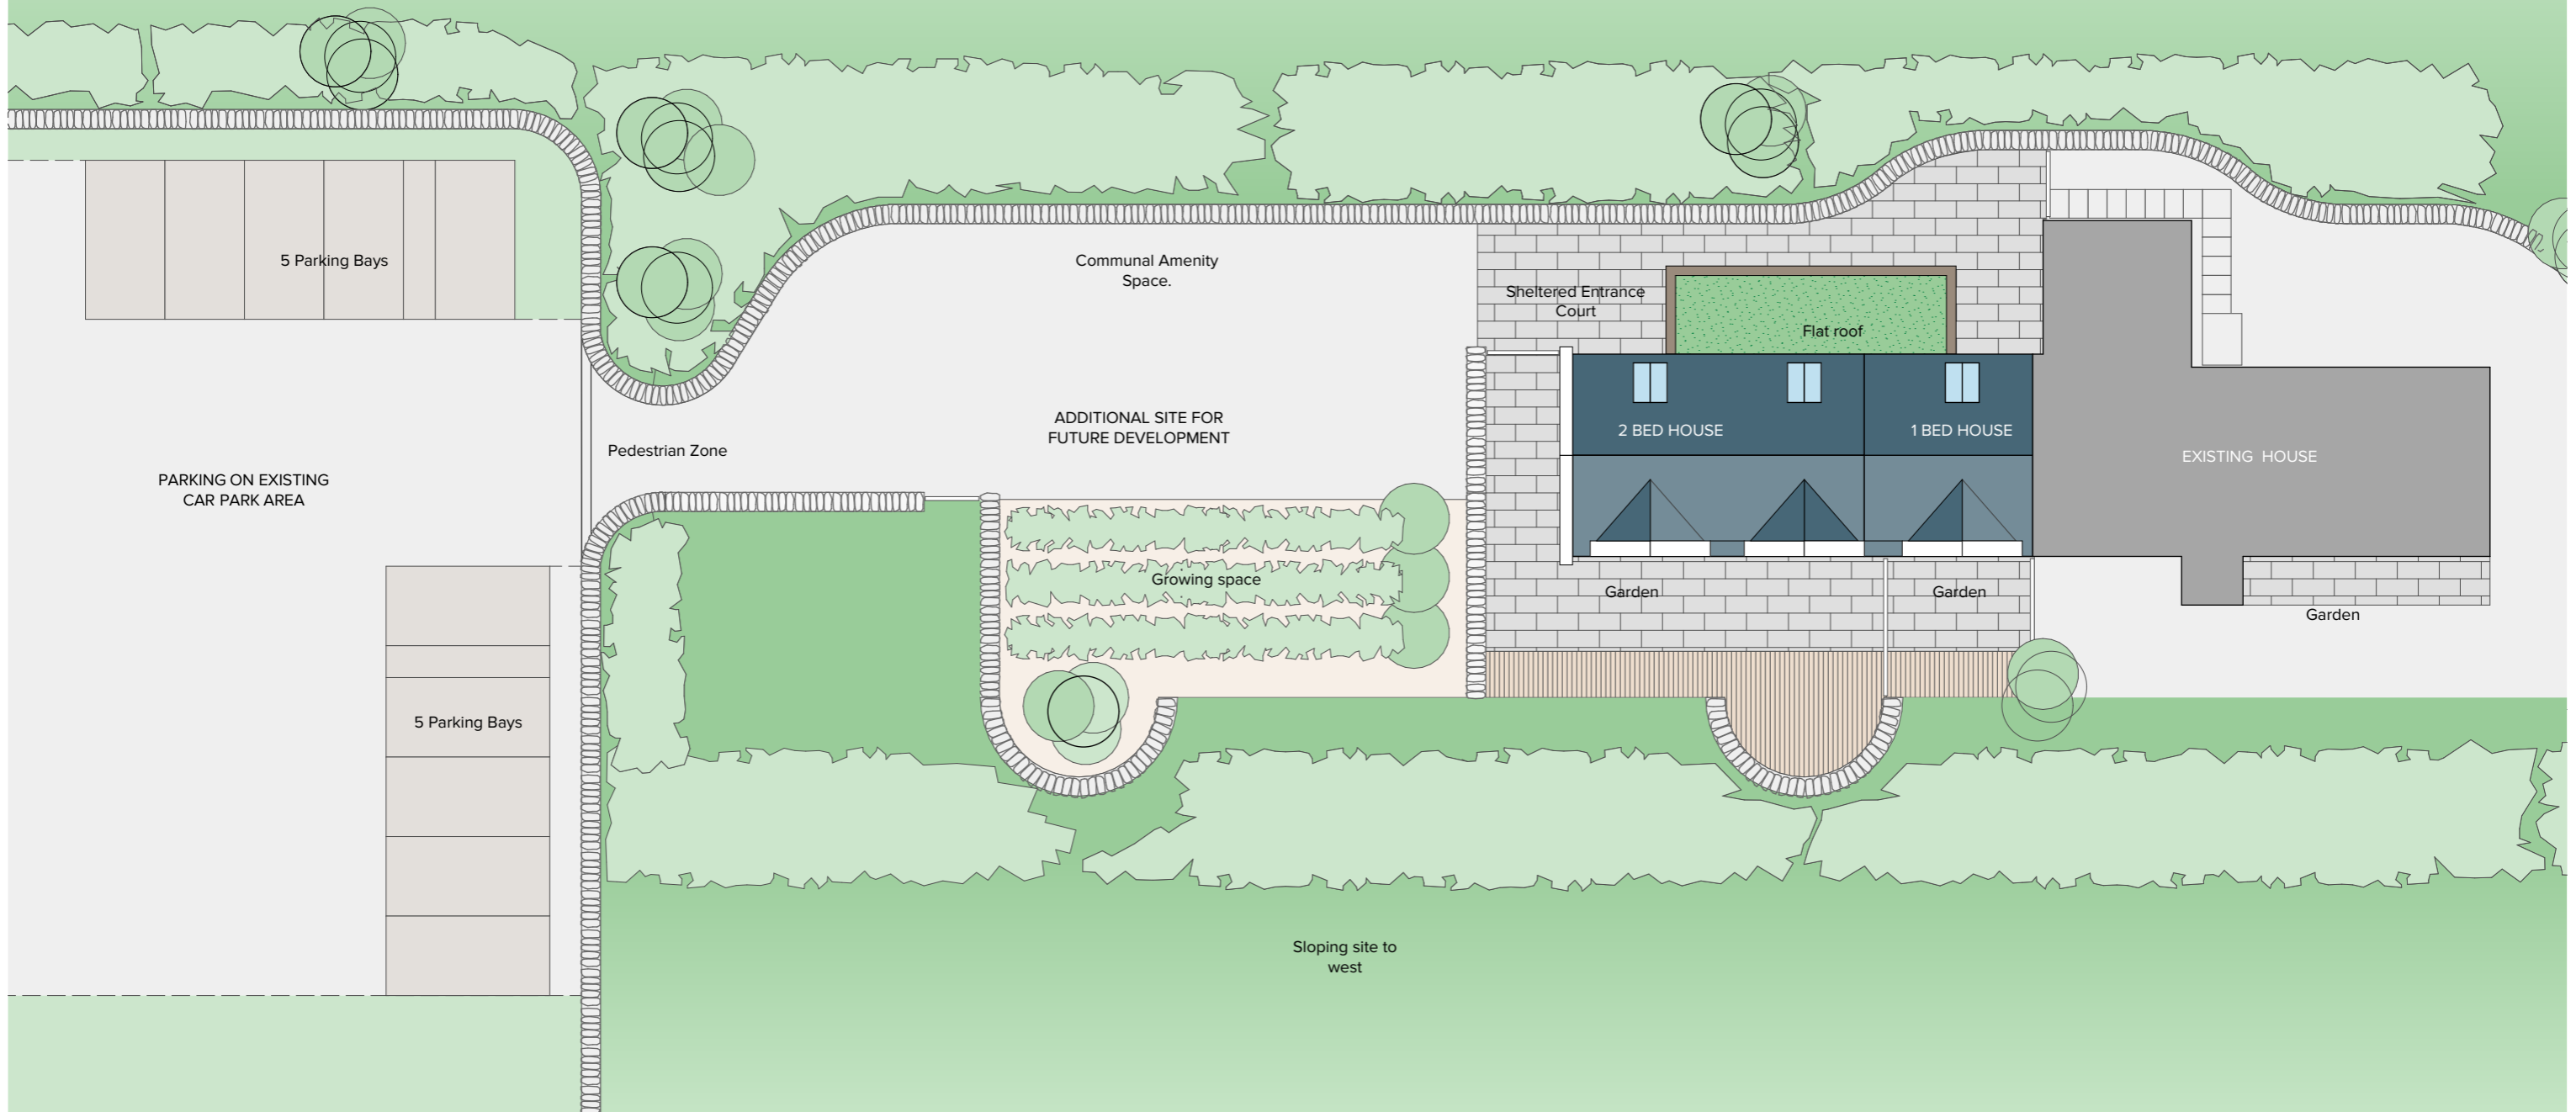 5 Parking Bays
Communal Amenity
Space.
Sheltered Entrance
Court
Flat roof
ADDITIONAL SITE FOR
FUTURE DEVELOPMENT
2 BED HOUSE
1 BED HOUSE
Pedestrian Zone
EXISTING HOUSE
PARKING ON EXISTING
CAR PARK AREA
Growing space
Garden
Garden
Garden
5 Parking Bays
Sloping site to
west